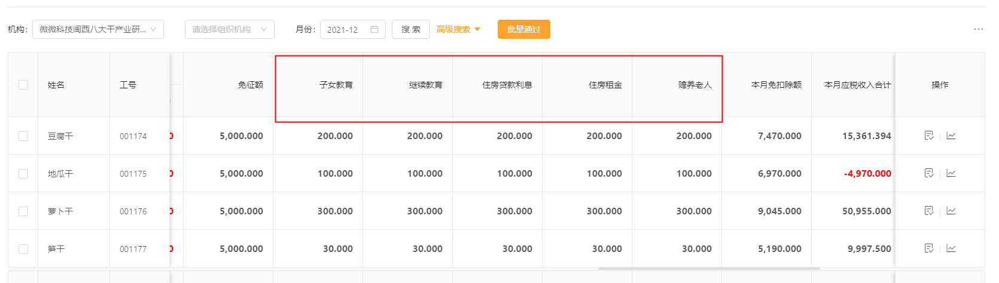 机构： 微微科技闽西八大干产业研... 请选择组织机构 月份： 2021-12 搜 索 高级搜索 批量通过 ...
姓名 工号 免征额 子女教育 继续教育 住房贷款利息 住房租金 赡养老人 本月免扣除额 本月应税收入合计 操作
豆腐干 001174 5,000.000 200.000 200.000 200.000 200.000 200.000 7,470.000 15,361.394
地瓜干 001175 5,000.000 100.000 100.000 100.000 100.000 100.000 6,970.000 -4,970.000
萝卜干 001176 5,000.000 300.000 300.000 300.000 300.000 300.000 9,045.000 50,955.000
笋干 001177 5,000.000 30.000 30.000 30.000 30.000 30.000 5,190.000 9,997.500